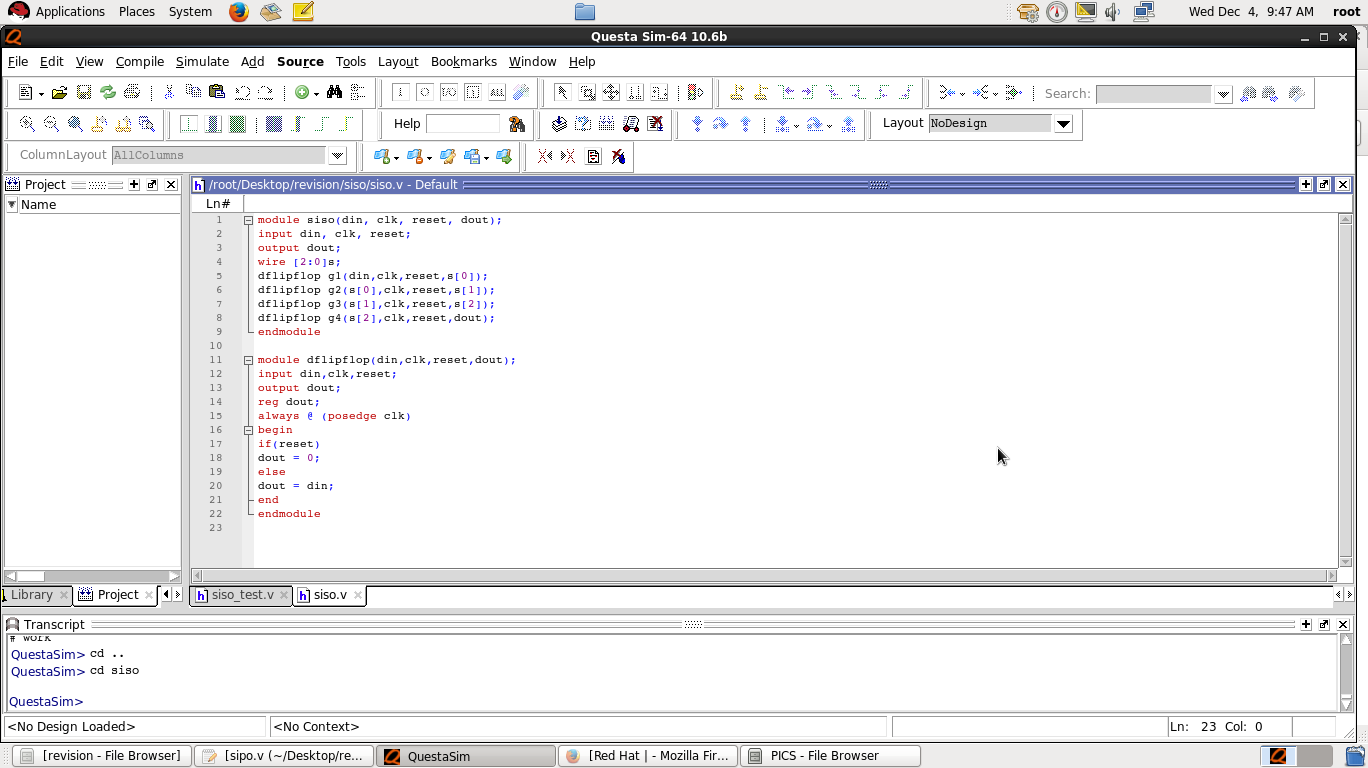 Applications Places System Wed Dec 4, 9:47 AM root
Questa Sim-64 10.6b
File Edit View Compile Simulate Add Source Tools Layout Bookmarks Window Help
Search:
Help Layout NoDesign
ColumnLayout AllColumns
Project
Name
/root/Desktop/revision/siso/siso.v - Default
Ln#
1 module siso(din, clk, reset, dout);
2 input din, clk, reset;
3 output dout;
4 wire [2:0]s;
5 dflipflop g1(din,clk,reset,s[0]);
6 dflipflop g2(s[0],clk,reset,s[1]);
7 dflipflop g3(s[1],clk,reset,s[2]);
8 dflipflop g4(s[2],clk,reset,dout);
9 endmodule
10
11 module dflipflop(din,clk,reset,dout);
12 input din,clk,reset;
13 output dout;
14 reg dout;
15 always @ (posedge clk)
16 begin
17 if(reset)
18 dout = 0;
19 else
20 dout = din;
21 end
22 endmodule
23
Library Project siso_test.v siso.v
Transcript
# work
QuestaSim> cd ..
QuestaSim> cd siso
QuestaSim>
<No Design Loaded> <No Context> Ln: 23 Col: 0
[revision - File Browser] [sipo.v (~/Desktop/re... QuestaSim [Red Hat | - Mozilla Fir... PICS - File Browser